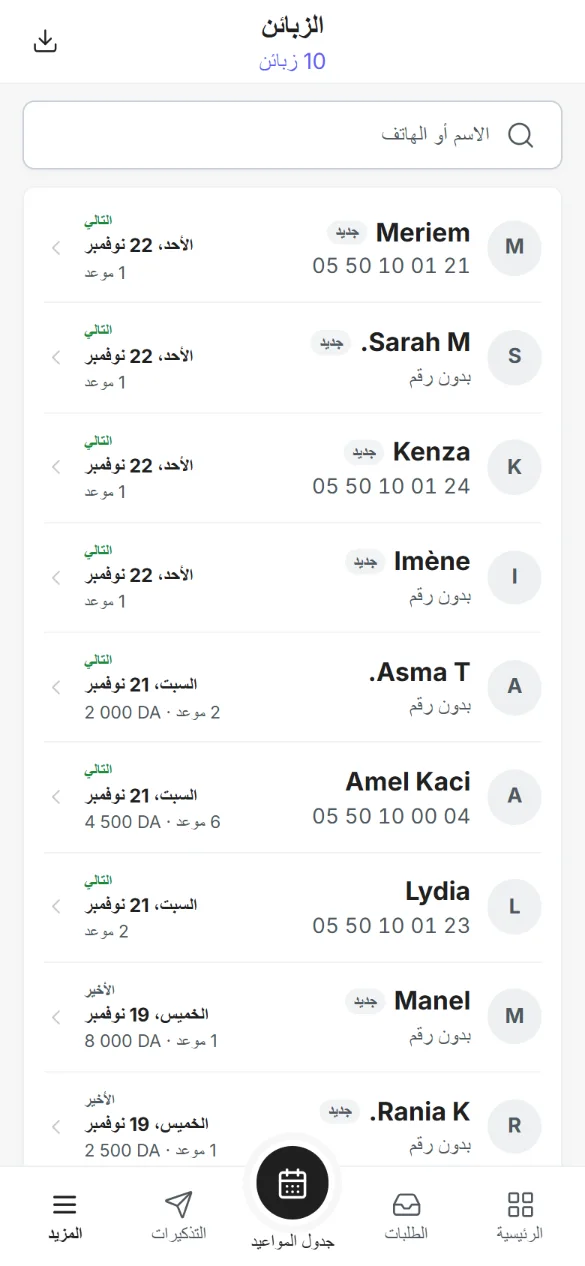 الزبائن
10 زبائن
الاسم أو الهاتف
M
Meriem جديد
05 50 10 01 21
التالي
الأحد، 22 نوفمبر
1 موعد
S
Sarah M. جديد
بدون رقم
التالي
الأحد، 22 نوفمبر
1 موعد
K
Kenza جديد
05 50 10 01 24
التالي
الأحد، 22 نوفمبر
1 موعد
I
Imène جديد
بدون رقم
التالي
الأحد، 22 نوفمبر
1 موعد
A
Asma T.
بدون رقم
التالي
السبت، 21 نوفمبر
2 موعد · 2 000 DA
A
Amel Kaci
05 50 10 00 04
التالي
السبت، 21 نوفمبر
6 موعد · 4 500 DA
L
Lydia
05 50 10 01 23
التالي
السبت، 21 نوفمبر
2 موعد
M
Manel جديد
بدون رقم
الأخير
الخميس، 19 نوفمبر
1 موعد · 8 000 DA
R
Rania K. جديد
بدون رقم
الأخير
الخميس، 19 نوفمبر
1 موعد · 2 500 DA
الرئيسية
الطلبات
جدول المواعيد
التذكيرات
المزيد